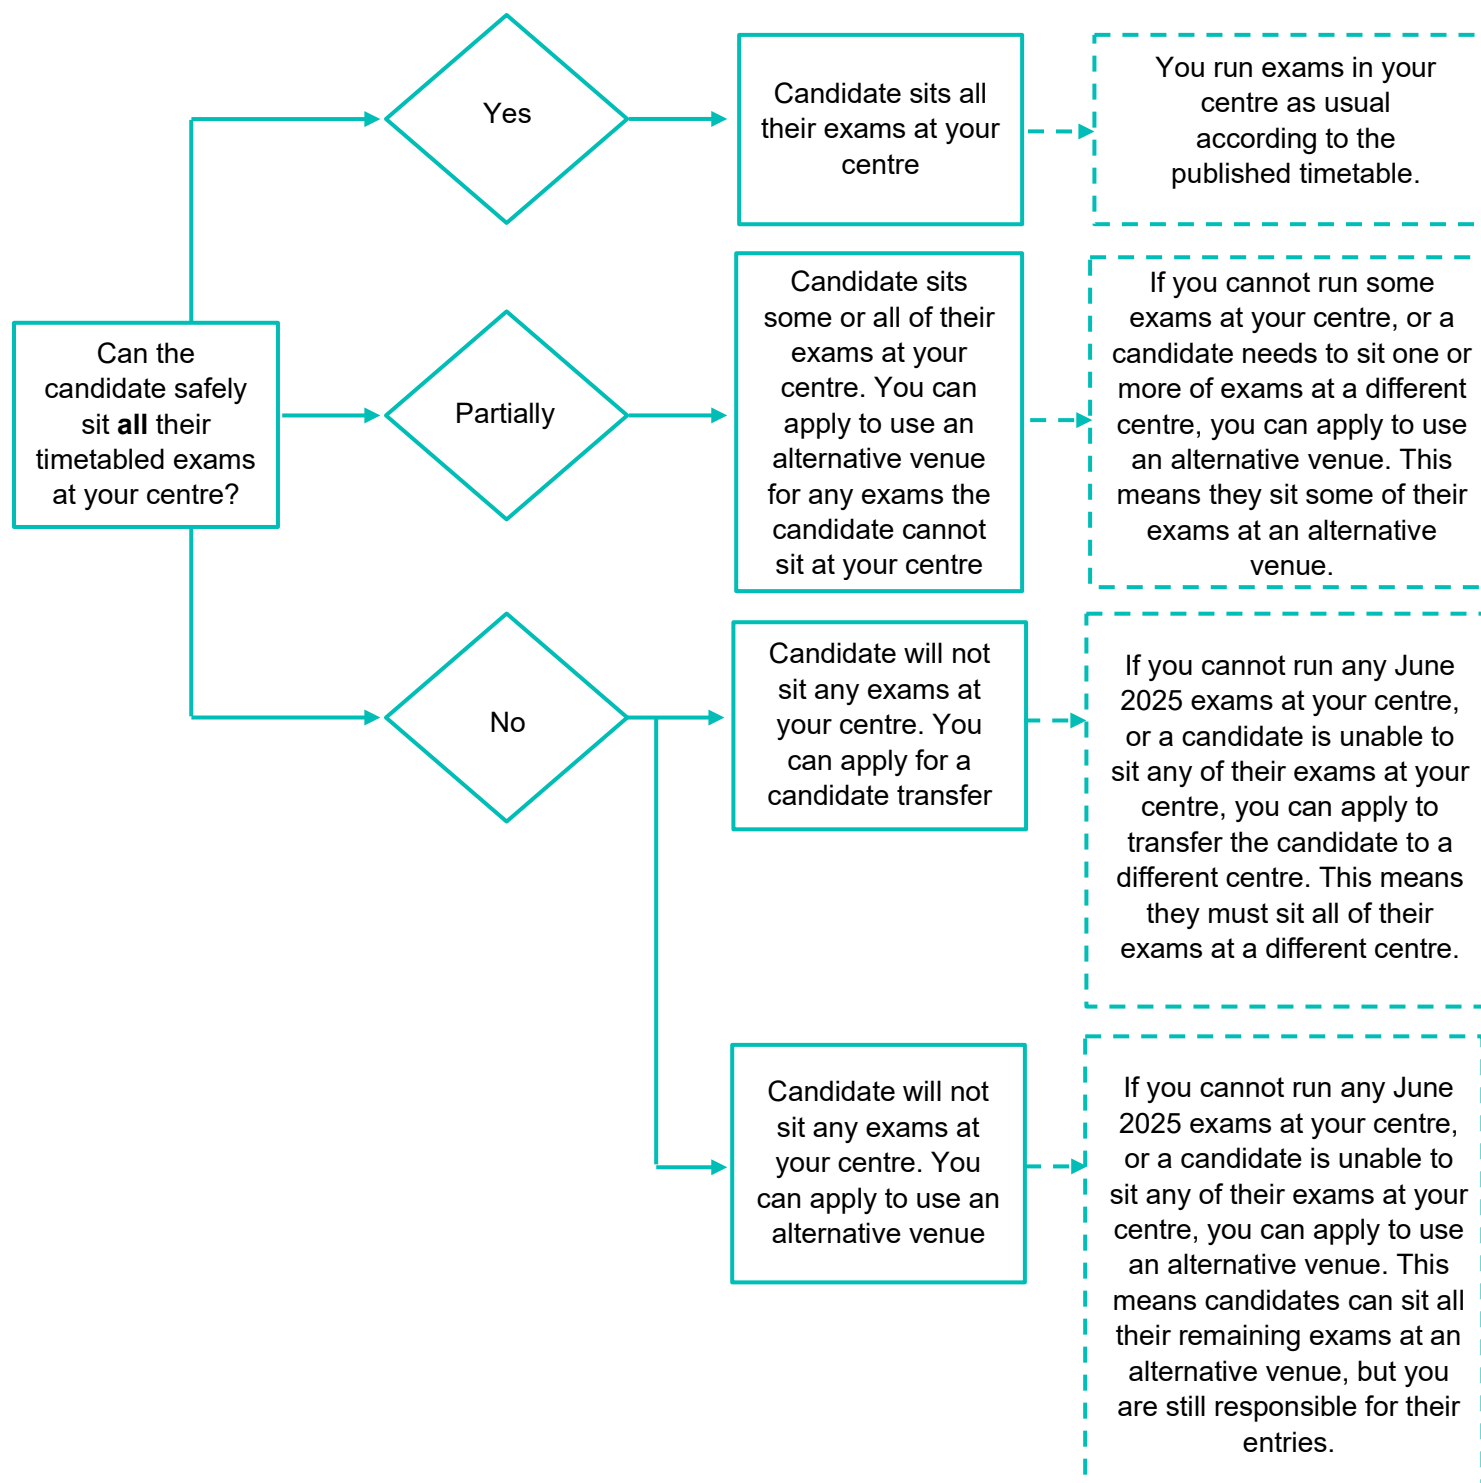 Can the
candidate safely
sit all their
timetabled exams
at your centre?
Yes
Candidate sits all
their exams at your
centre
You run exams in your
centre as usual
according to the
published timetable.
Partially
Candidate sits
some or all of their
exams at your
centre. You can
apply to use an
alternative venue
for any exams the
candidate cannot
sit at your centre
If you cannot run some
exams at your centre, or a
candidate needs to sit one or
more of exams at a different
centre, you can apply to use
an alternative venue. This
means they sit some of their
exams at an alternative
venue.
No
Candidate will not
sit any exams at
your centre. You
can apply for a
candidate transfer
If you cannot run any June
2025 exams at your centre,
or a candidate is unable to
sit any of their exams at your
centre, you can apply to
transfer the candidate to a
different centre. This means
they must sit all of their
exams at a different centre.
Candidate will not
sit any exams at
your centre. You
can apply to use an
alternative venue
If you cannot run any June
2025 exams at your centre,
or a candidate is unable to
sit any of their exams at your
centre, you can apply to use
an alternative venue. This
means candidates can sit all
their remaining exams at an
alternative venue, but you
are still responsible for their
entries.